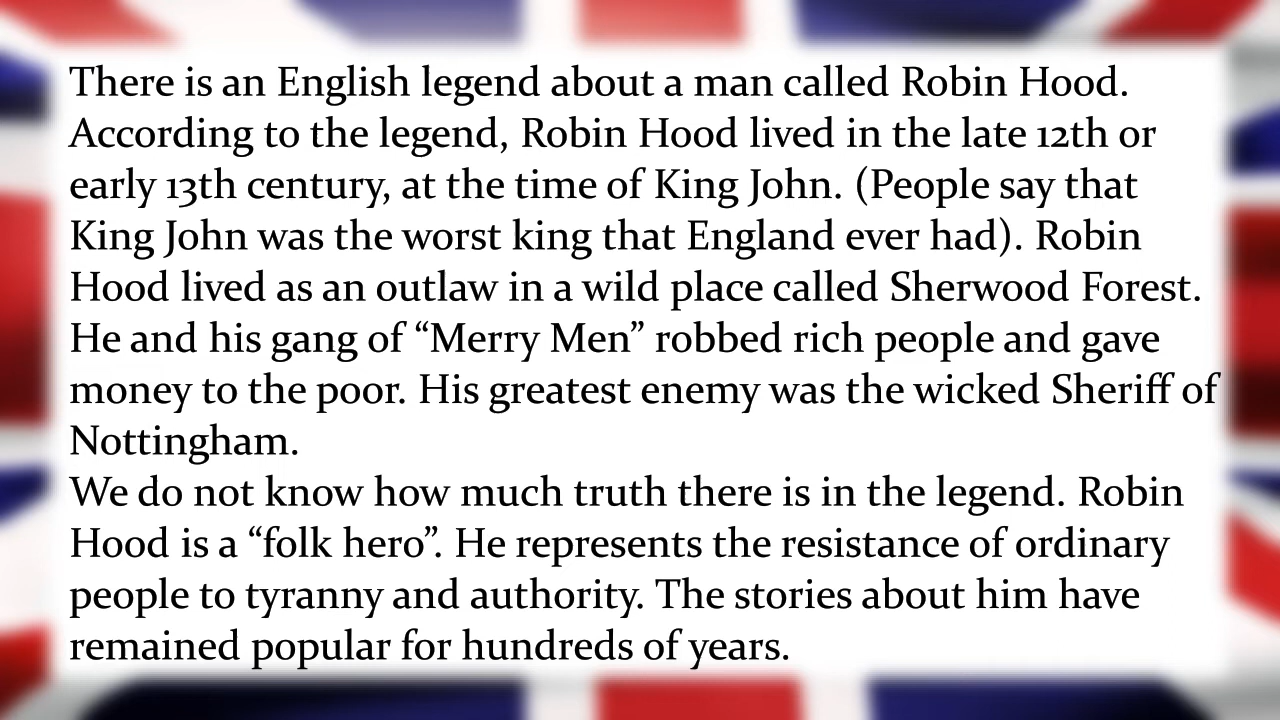 There is an English legend about a man called Robin Hood.
According to the legend, Robin Hood lived in the late 12th or
early 13th century, at the time of King John. (People say that
King John was the worst king that England ever had). Robin
Hood lived as an outlaw in a wild place called Sherwood Forest.
He and his gang of “Merry Men” robbed rich people and gave
money to the poor. His greatest enemy was the wicked Sheriff of
Nottingham.
We do not know how much truth there is in the legend. Robin
Hood is a “folk hero”. He represents the resistance of ordinary
people to tyranny and authority. The stories about him have
remained popular for hundreds of years.